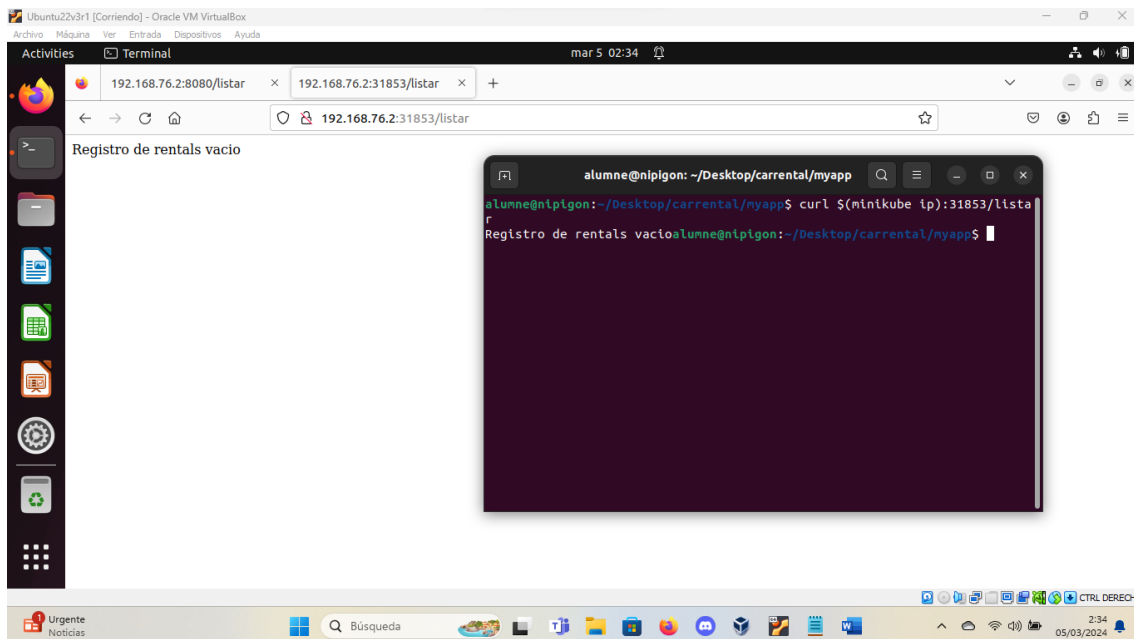 Ubuntu22v3r1 [Corriendo] - Oracle VM VirtualBox
Archivo Máquina Ver Entrada Dispositivos Ayuda
Activities Terminal mar 5 02:34
192.168.76.2:8080/listar × 192.168.76.2:31853/listar × +
192.168.76.2:31853/listar
Registro de rentals vacio
alumne@nipigon: ~/Desktop/carrental/myapp
alumne@nipigon:~/Desktop/carrental/myapp$ curl $(minikube ip):31853/lista
r
Registro de rentals vacioalumne@nipigon:~/Desktop/carrental/myapp$
CTRL DERECH
1 Urgente
Noticias
Búsqueda
2:34
05/03/2024